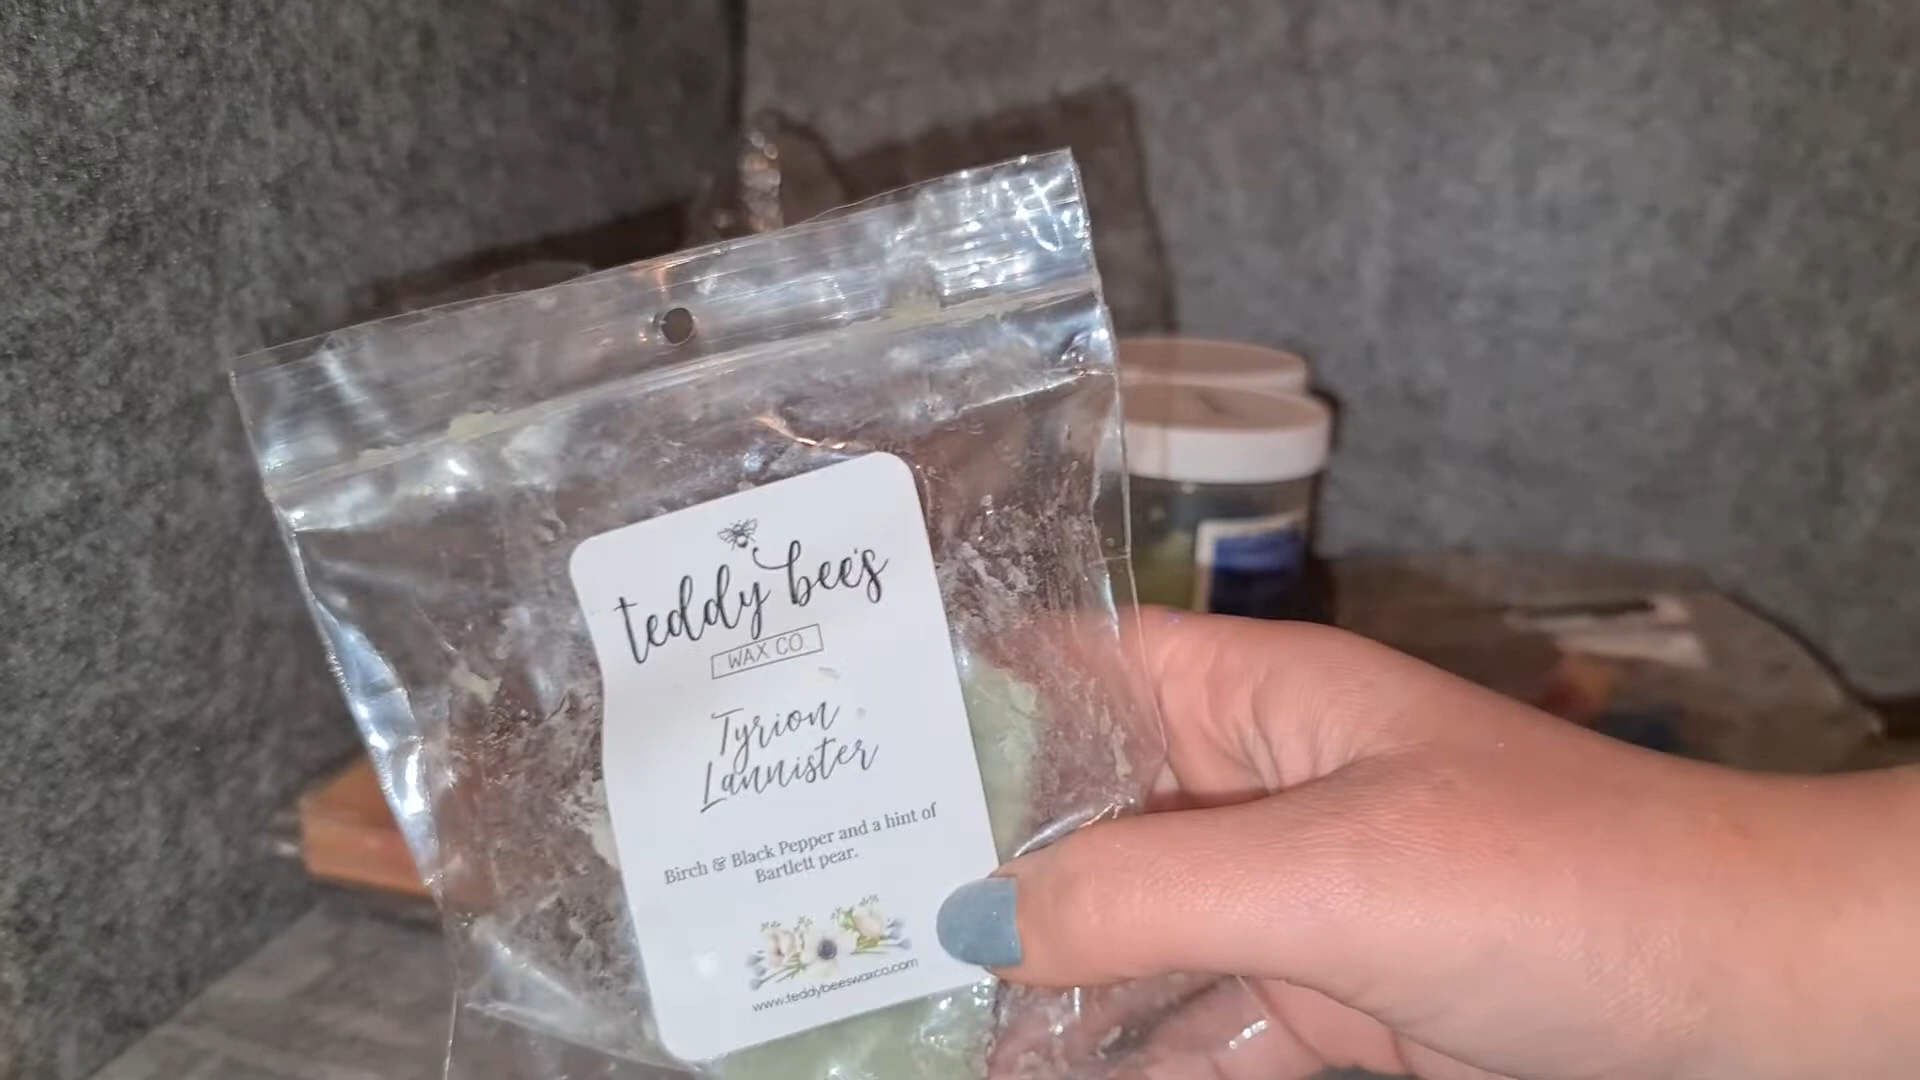 teddy bee's
WAX CO.
Tyrion
Lannister
Birch & Black Pepper and a hint of
Bartlett pear.
www.teddybeeswaxco.com